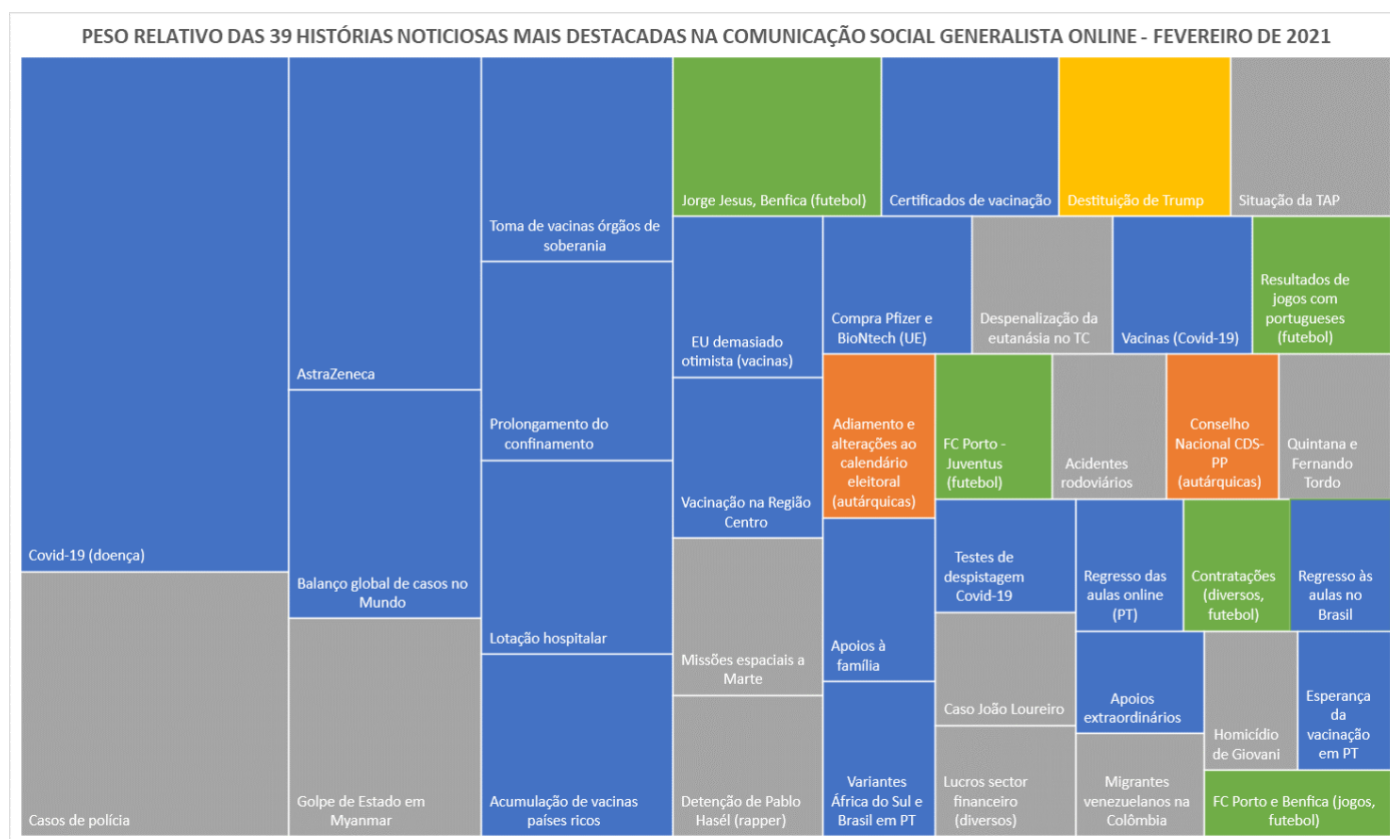 PESO RELATIVO DAS 39 HISTÓRIAS NOTICIOSAS MAIS DESTACADAS NA COMUNICAÇÃO SOCIAL GENERALISTA ONLINE - FEVEREIRO DE 2021
Covid-19 (doença)
Casos de polícia
AstraZeneca
Balanço global de casos no
Mundo
Golpe de Estado em
Myanmar
Toma de vacinas órgãos de
soberania
Prolongamento do
confinamento
Lotação hospitalar
Acumulação de vacinas
países ricos
Jorge Jesus, Benfica (futebol)
Certificados de vacinação
Destituição de Trump
Situação da TAP
EU demasiado
otimista (vacinas)
Vacinação na Região
Centro
Missões espaciais a
Marte
Detenção de Pablo
Hasél (rapper)
Compra Pfizer e
BioNtech (UE)
Despenalização da
eutanásia no TC
Vacinas (Covid-19)
Resultados de
jogos com
portugueses
(futebol)
Adiamento e
alterações ao
calendário
eleitoral
(autárquicas)
FC Porto -
Juventus
(futebol)
Acidentes
rodoviários
Conselho
Nacional CDS-
PP
(autárquicas)
Quintana e
Fernando
Tordo
Apoios à
família
Variantes
África do Sul e
Brasil em PT
Testes de
despistagem
Covid-19
Caso João Loureiro
Lucros sector
financeiro
(diversos)
Regresso das
aulas online
(PT)
Contratações
(diversos,
futebol)
Regresso às
aulas no
Brasil
Apoios
extraordinários
Migrantes
venezuelanos na
Colômbia
Homicídio
de Giovani
Esperança
da
vacinação
em PT
FC Porto e Benfica (jogos,
futebol)